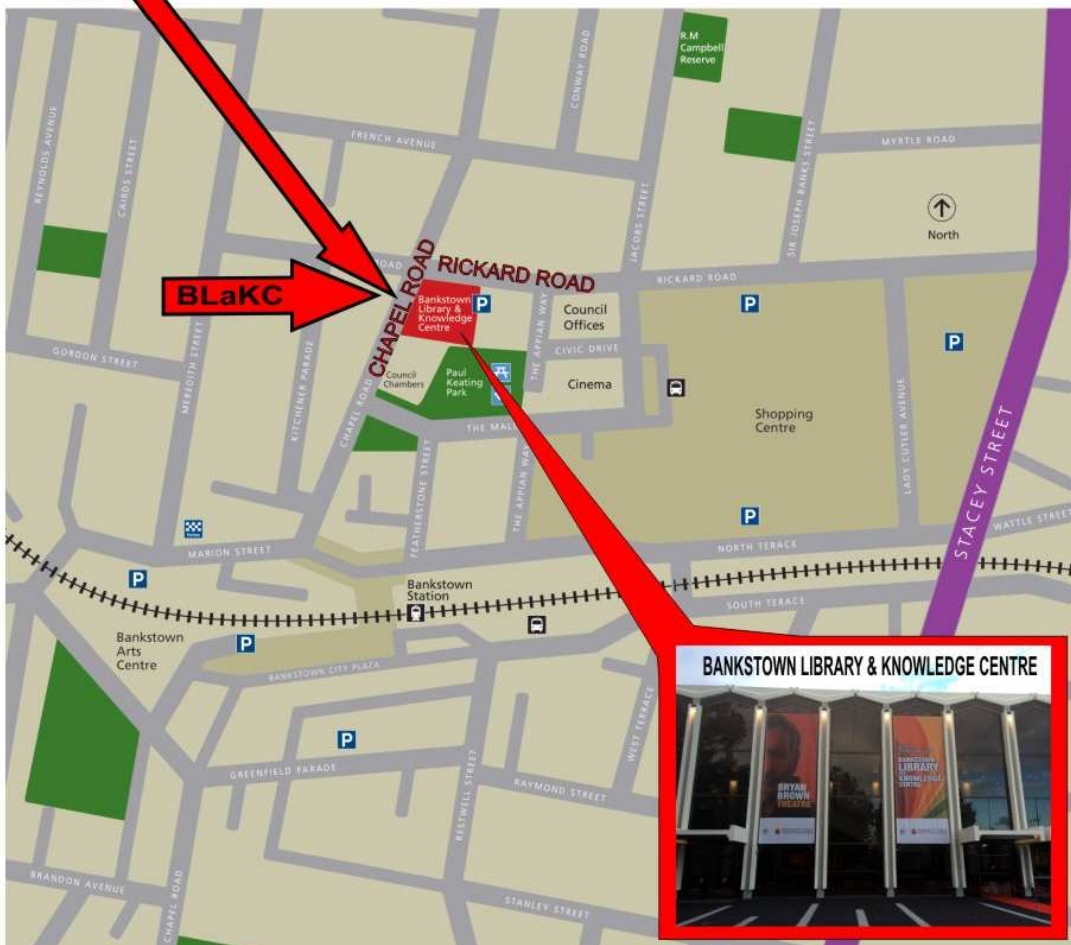 R.M
Campbell
Reserve
CONWAY ROAD
REYNOLDS AVENUE
CAIRDS STREET
FRENCH AVENUE
MYRTLE ROAD
JACOBS STREET
SIR JOSEPH BANKS STREET
North
ROAD
RICKARD ROAD
RICKARD ROAD
CHAPEL ROAD
BLaKC
Bankstown
Library &
Knowledge
Centre
P
P
P
Council
Offices
THE APPIAN WAY
CIVIC DRIVE
Cinema
GORDON STREET
MEREDITH STREET
KITCHENER PARADE
CHAPEL ROAD
Council
Chambers
Paul
Keating
Park
THE MALL
Shopping
Centre
LADY CUTLER AVENUE
STACEY STREET
FEATHERSTONE STREET
THE APPIAN WAY
P
WATTLE STREET
MARION STREET
NORTH TERACE
P
Bankstown
Station
SOUTH TERACE
Bankstown
Arts
Centre
P
BANKSTOWN CITY PLAZA
P
GREENFIELD PARADE
WEST TERRACE
RAYMOND STREET
RESTWELL STREET
BRANDON AVENUE
CHAPEL ROAD
STANLEY STREET
BANKSTOWN LIBRARY & KNOWLEDGE CENTRE
BRYAN
BROWN
THEATRE
BANKSTOWN
LIBRARY
KNOWLEDGE
CENTRE